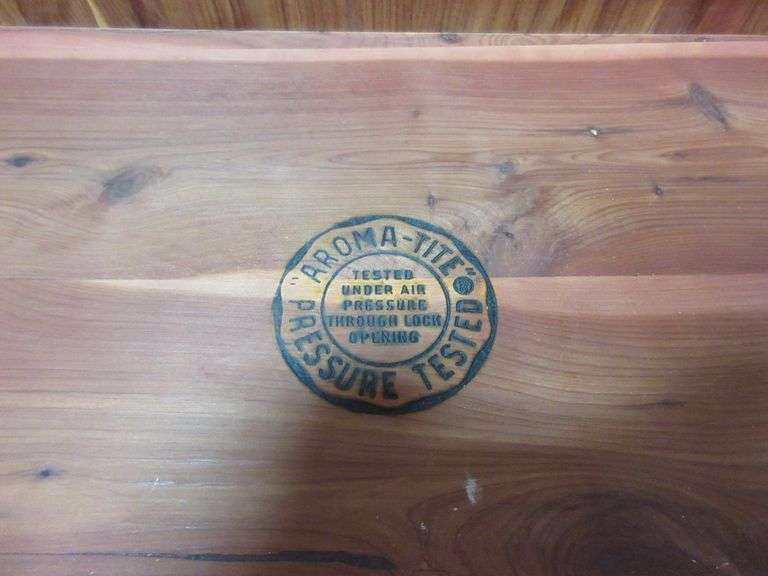 "AROMA-TITE"
TESTED
UNDER AIR
PRESSURE
THROUGH LOCK
OPENING
PRESSURE TESTED